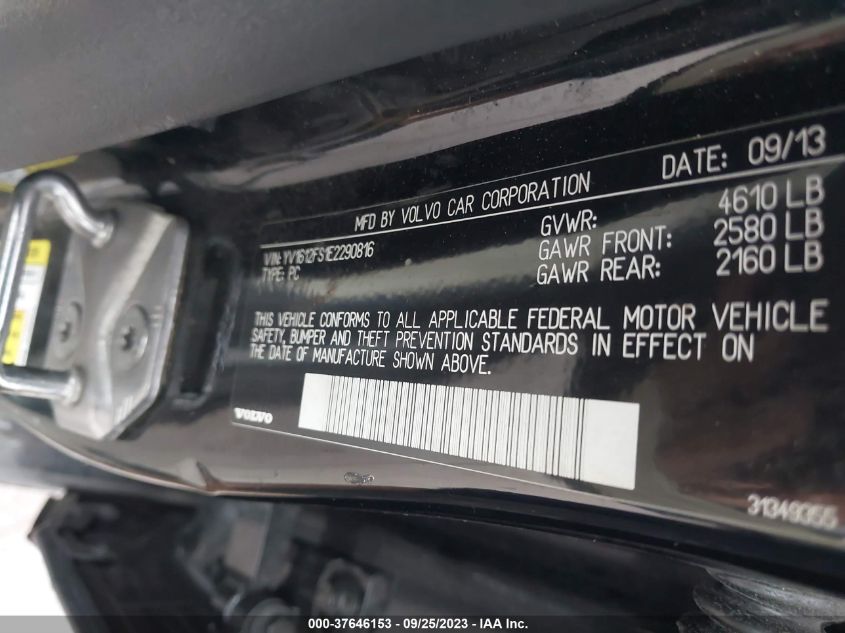 MFD BY VOLVO CAR CORPORATION DATE: 09/13
VIN: YV1612FS1E2290816 GVWR: 4610 LB
TYPE: PC GAWR FRONT: 2580 LB
GAWR REAR: 2160 LB
THIS VEHICLE CONFORMS TO ALL APPLICABLE FEDERAL MOTOR VEHICLE
SAFETY, BUMPER AND THEFT PREVENTION STANDARDS IN EFFECT ON
THE DATE OF MANUFACTURE SHOWN ABOVE.
VOLVO
31349355
000-37646153 / 09/25/2023 / IAA Inc.